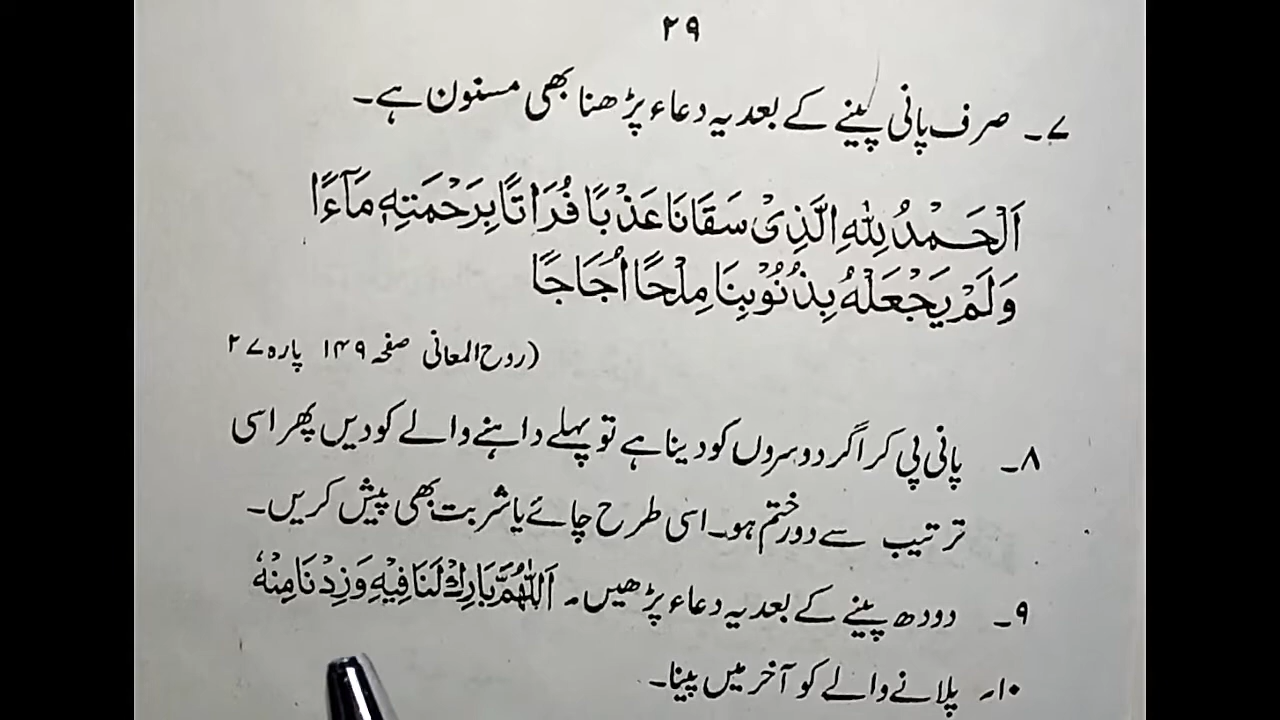 ۲۹
۷۔ صرف پانی پینے کے بعد یہ دعاء پڑھنا بھی مسنون ہے۔
اَلْحَمْدُ لِلّٰهِ الَّذِیْ سَقَانَا عَذْبًا فُرَاتًا بِرَحْمَتِهٖ مَآءًا
وَلَمْ یَجْعَلْهُ بِذُنُوْبِنَا مِلْحًا اُجَاجًا
(روح المعانی صفحہ ۱۴۹ پارہ ۲۷
۸۔ پانی پی کر اگر دوسروں کو دینا ہے تو پہلے داہنے والے کو دیں پھر اسی
ترتیب سے دور ختم ہو۔ اسی طرح چائے یا شربت بھی پیش کریں۔
۹۔ دودھ پینے کے بعد یہ دعاء پڑھیں۔ اَللّٰهُمَّ بَارِكْ لَنَا فِيْهِ وَزِدْنَا مِنْهُ
۱۰۔ پلانے والے کو آخر میں پینا۔